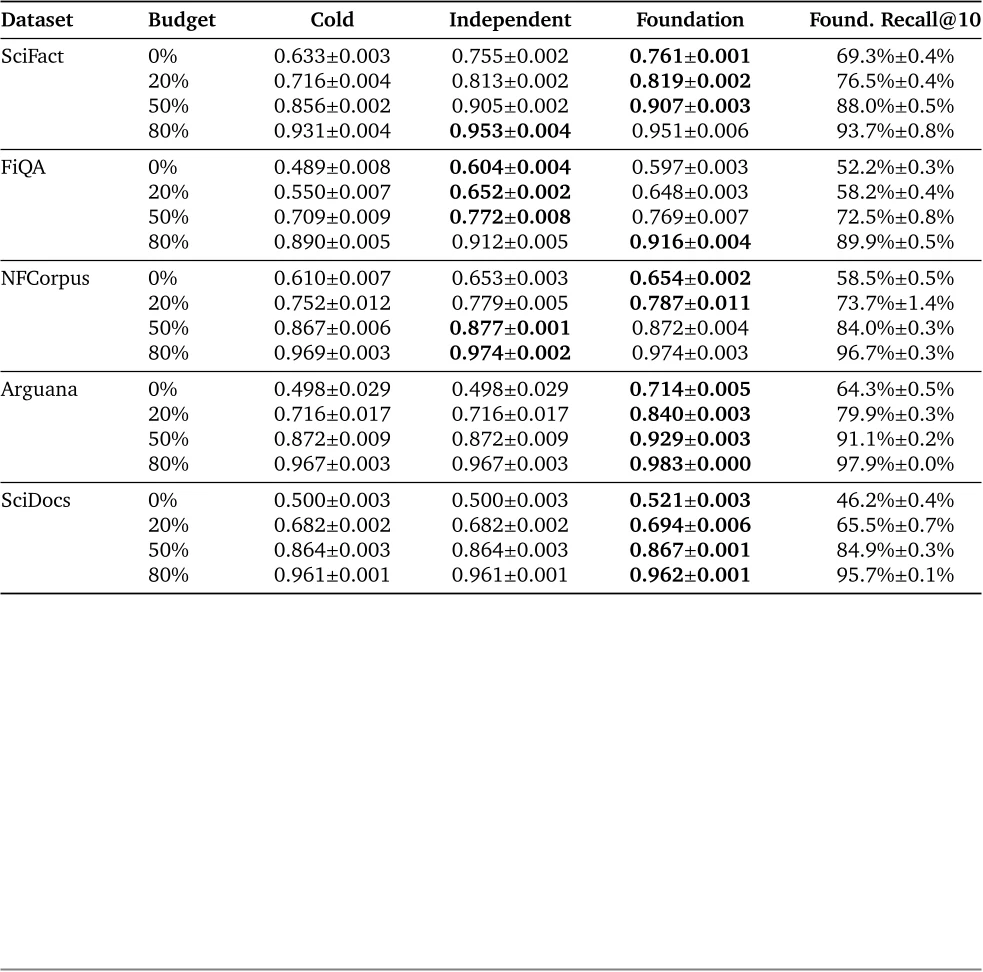 Dataset Budget Cold Independent Foundation Found. Recall@10
SciFact 0% 0.633±0.003 0.755±0.002 0.761±0.001 69.3%±0.4%
20% 0.716±0.004 0.813±0.002 0.819±0.002 76.5%±0.4%
50% 0.856±0.002 0.905±0.002 0.907±0.003 88.0%±0.5%
80% 0.931±0.004 0.953±0.004 0.951±0.006 93.7%±0.8%
FiQA 0% 0.489±0.008 0.604±0.004 0.597±0.003 52.2%±0.3%
20% 0.550±0.007 0.652±0.002 0.648±0.003 58.2%±0.4%
50% 0.709±0.009 0.772±0.008 0.769±0.007 72.5%±0.8%
80% 0.890±0.005 0.912±0.005 0.916±0.004 89.9%±0.5%
NFCorpus 0% 0.610±0.007 0.653±0.003 0.654±0.002 58.5%±0.5%
20% 0.752±0.012 0.779±0.005 0.787±0.011 73.7%±1.4%
50% 0.867±0.006 0.877±0.001 0.872±0.004 84.0%±0.3%
80% 0.969±0.003 0.974±0.002 0.974±0.003 96.7%±0.3%
Arguana 0% 0.498±0.029 0.498±0.029 0.714±0.005 64.3%±0.5%
20% 0.716±0.017 0.716±0.017 0.840±0.003 79.9%±0.3%
50% 0.872±0.009 0.872±0.009 0.929±0.003 91.1%±0.2%
80% 0.967±0.003 0.967±0.003 0.983±0.000 97.9%±0.0%
SciDocs 0% 0.500±0.003 0.500±0.003 0.521±0.003 46.2%±0.4%
20% 0.682±0.002 0.682±0.002 0.694±0.006 65.5%±0.7%
50% 0.864±0.003 0.864±0.003 0.867±0.001 84.9%±0.3%
80% 0.961±0.001 0.961±0.001 0.962±0.001 95.7%±0.1%